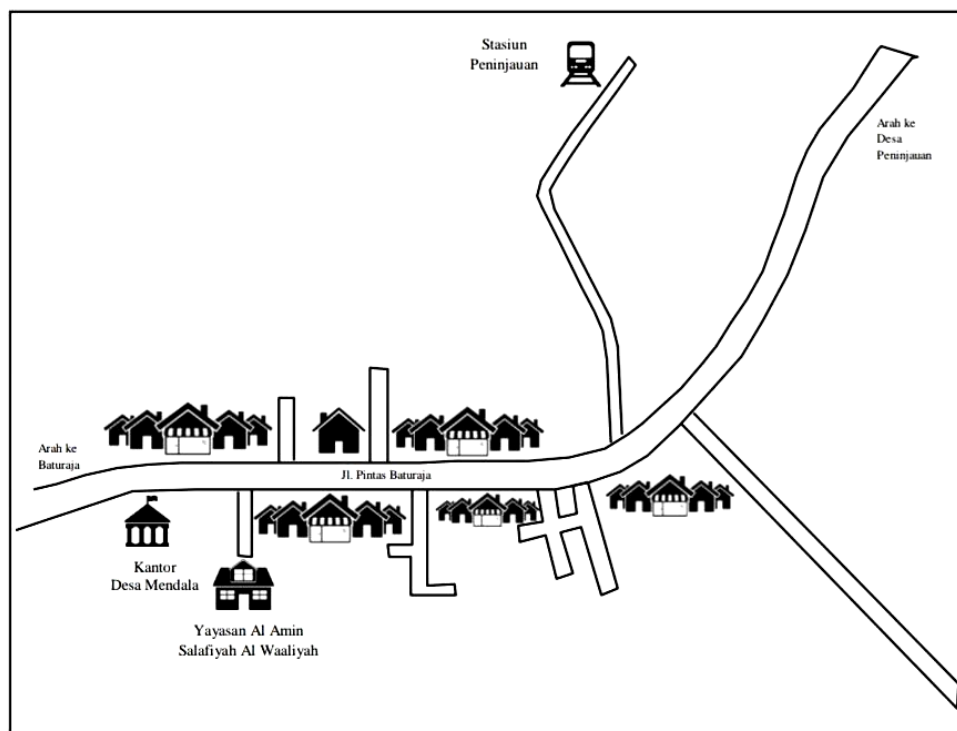 Stasiun
Peninjauan
Arah ke
Desa
Peninjauan
Arah ke
Baturaja
Jl. Pintas Baturaja
Kantor
Desa Mendala
Yayasan Al Amin
Salafiyah Al Waaliyah